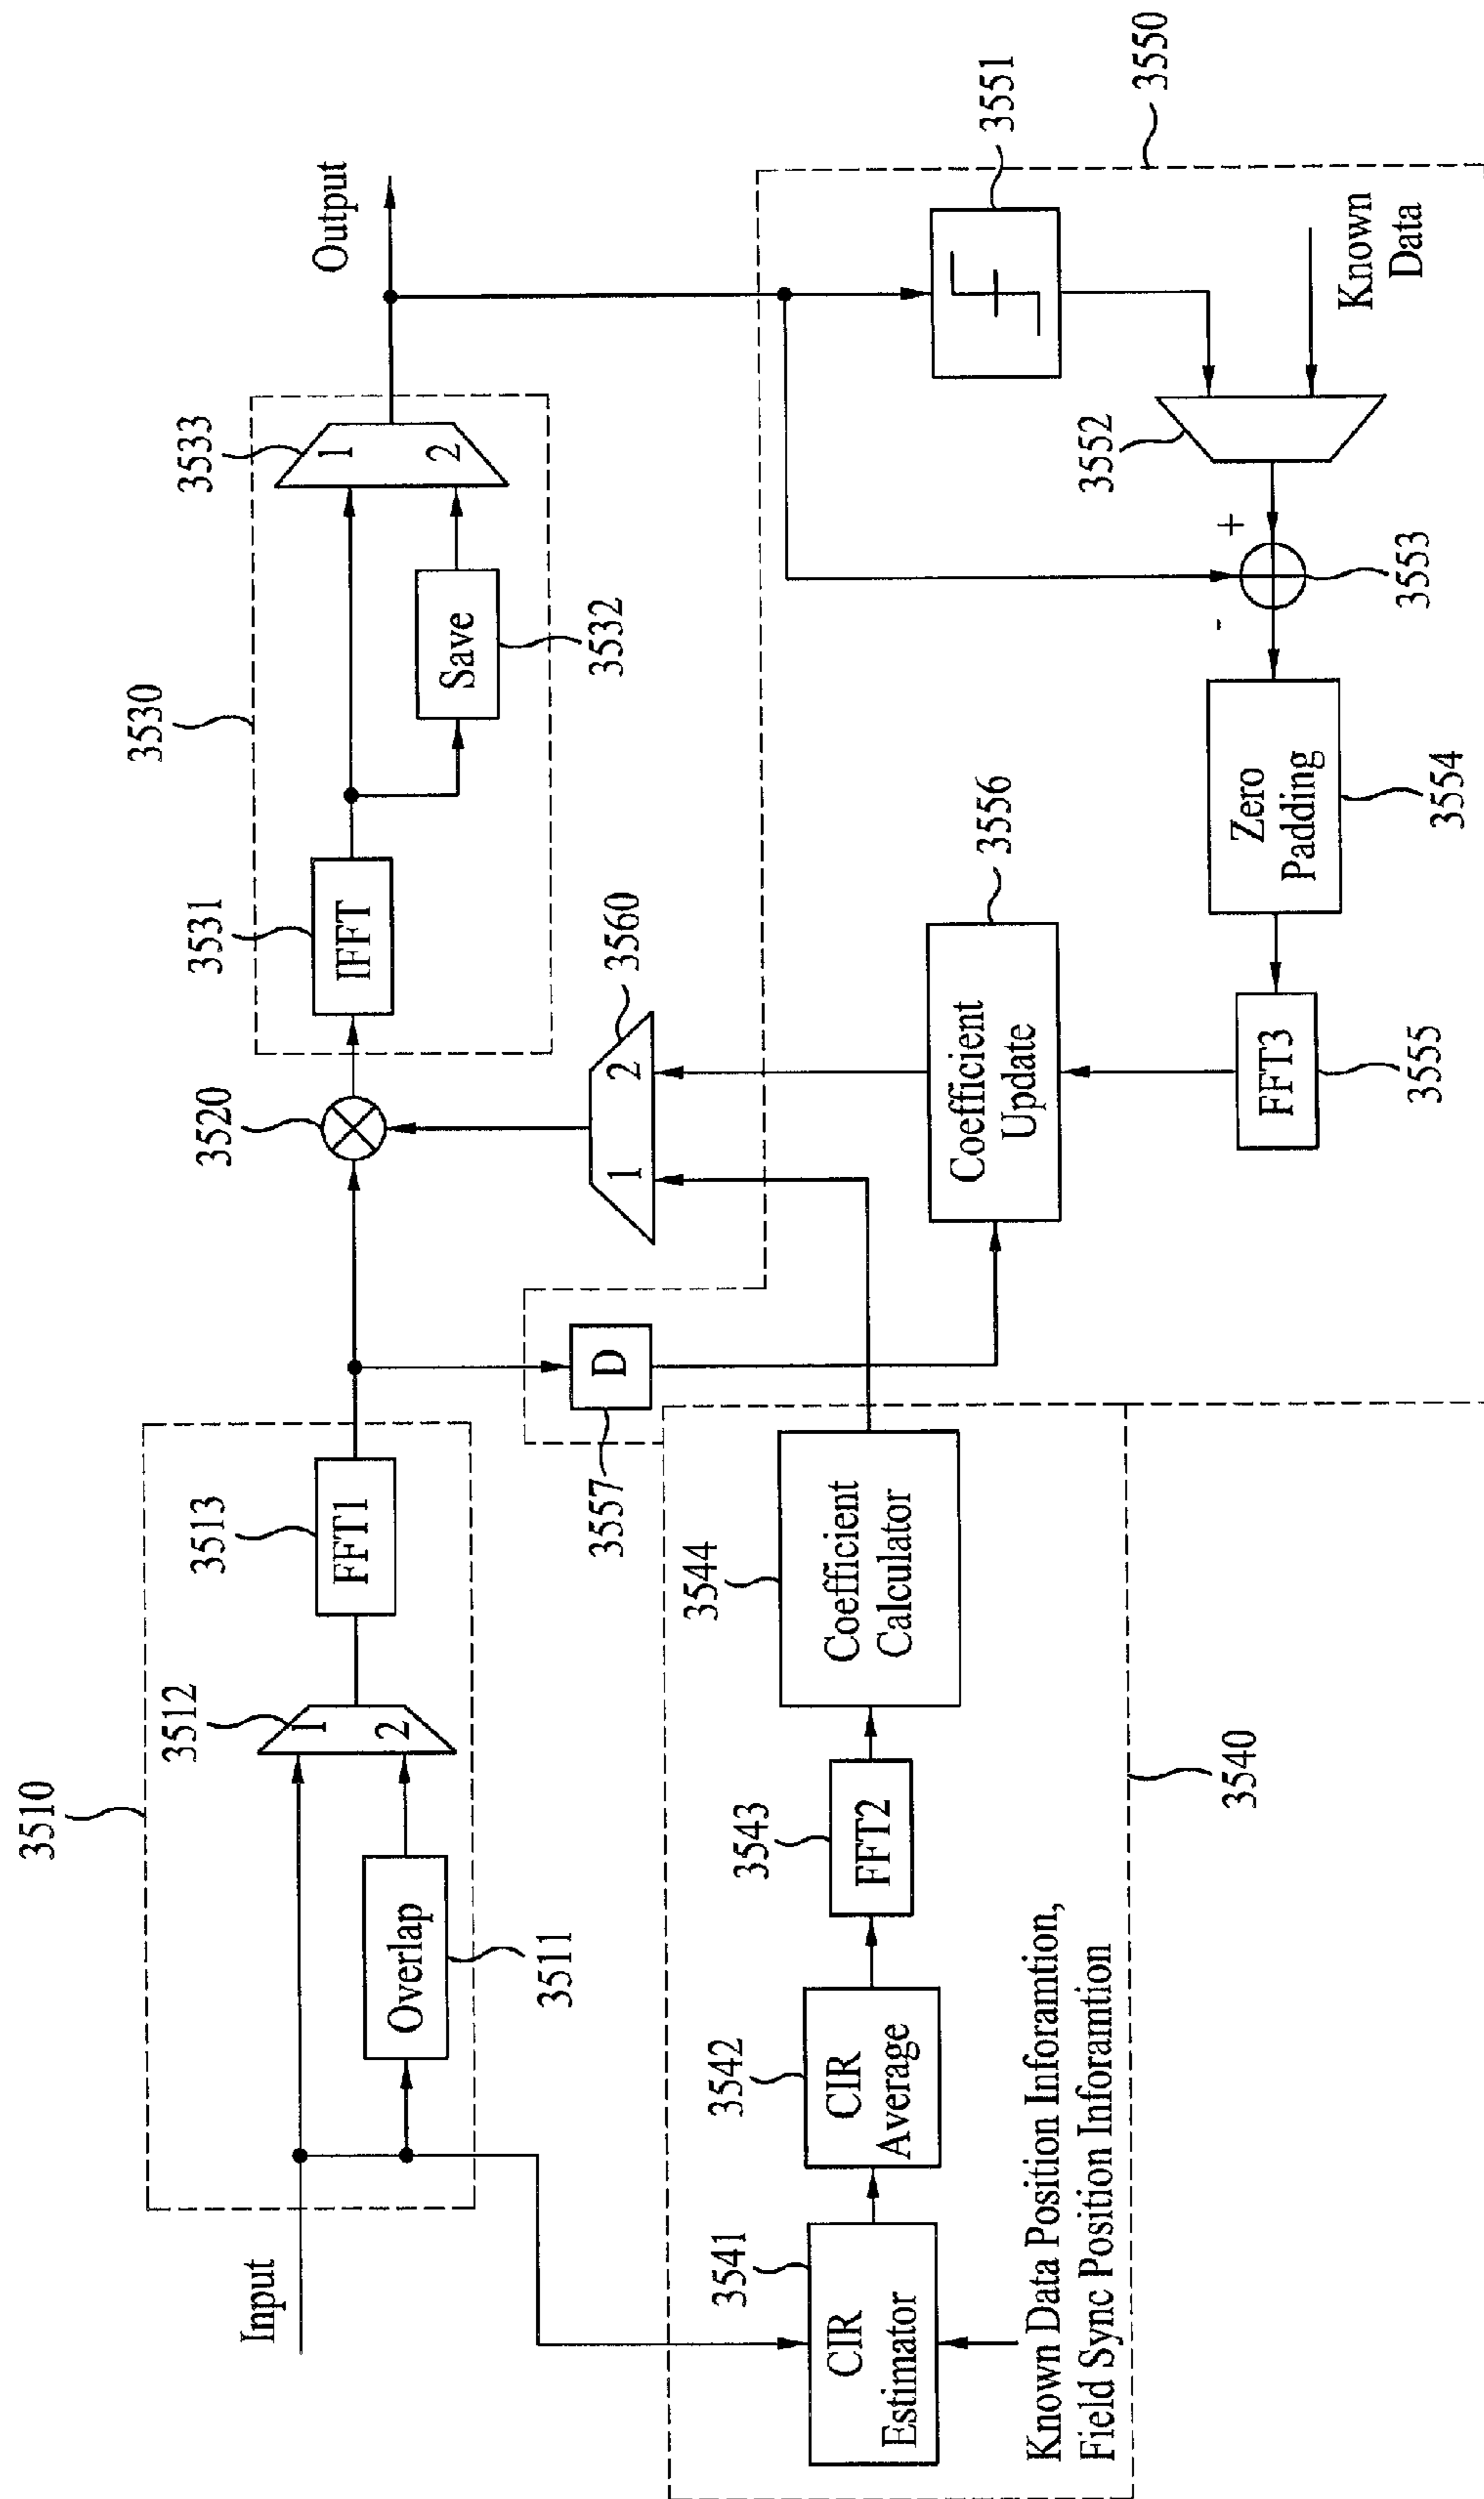 3510
3512
3513
1
2
FFT1
Input
Overlap
3511
3520
3530
3531
IFFT
Save
3532
3533
1
2
Output
3557
D
1
2
3560
3540
3541
CIR
Estimator
3542
CIR
Average
3543
FFT2
3544
Coefficient
Calculator
Known Data Position Inforamtion,
Field Sync Position Inforamtion
3550
3551
3552
Known
Data
+
-
3553
Zero
Padding
3554
FFT3
3555
Coefficient
Update
3556